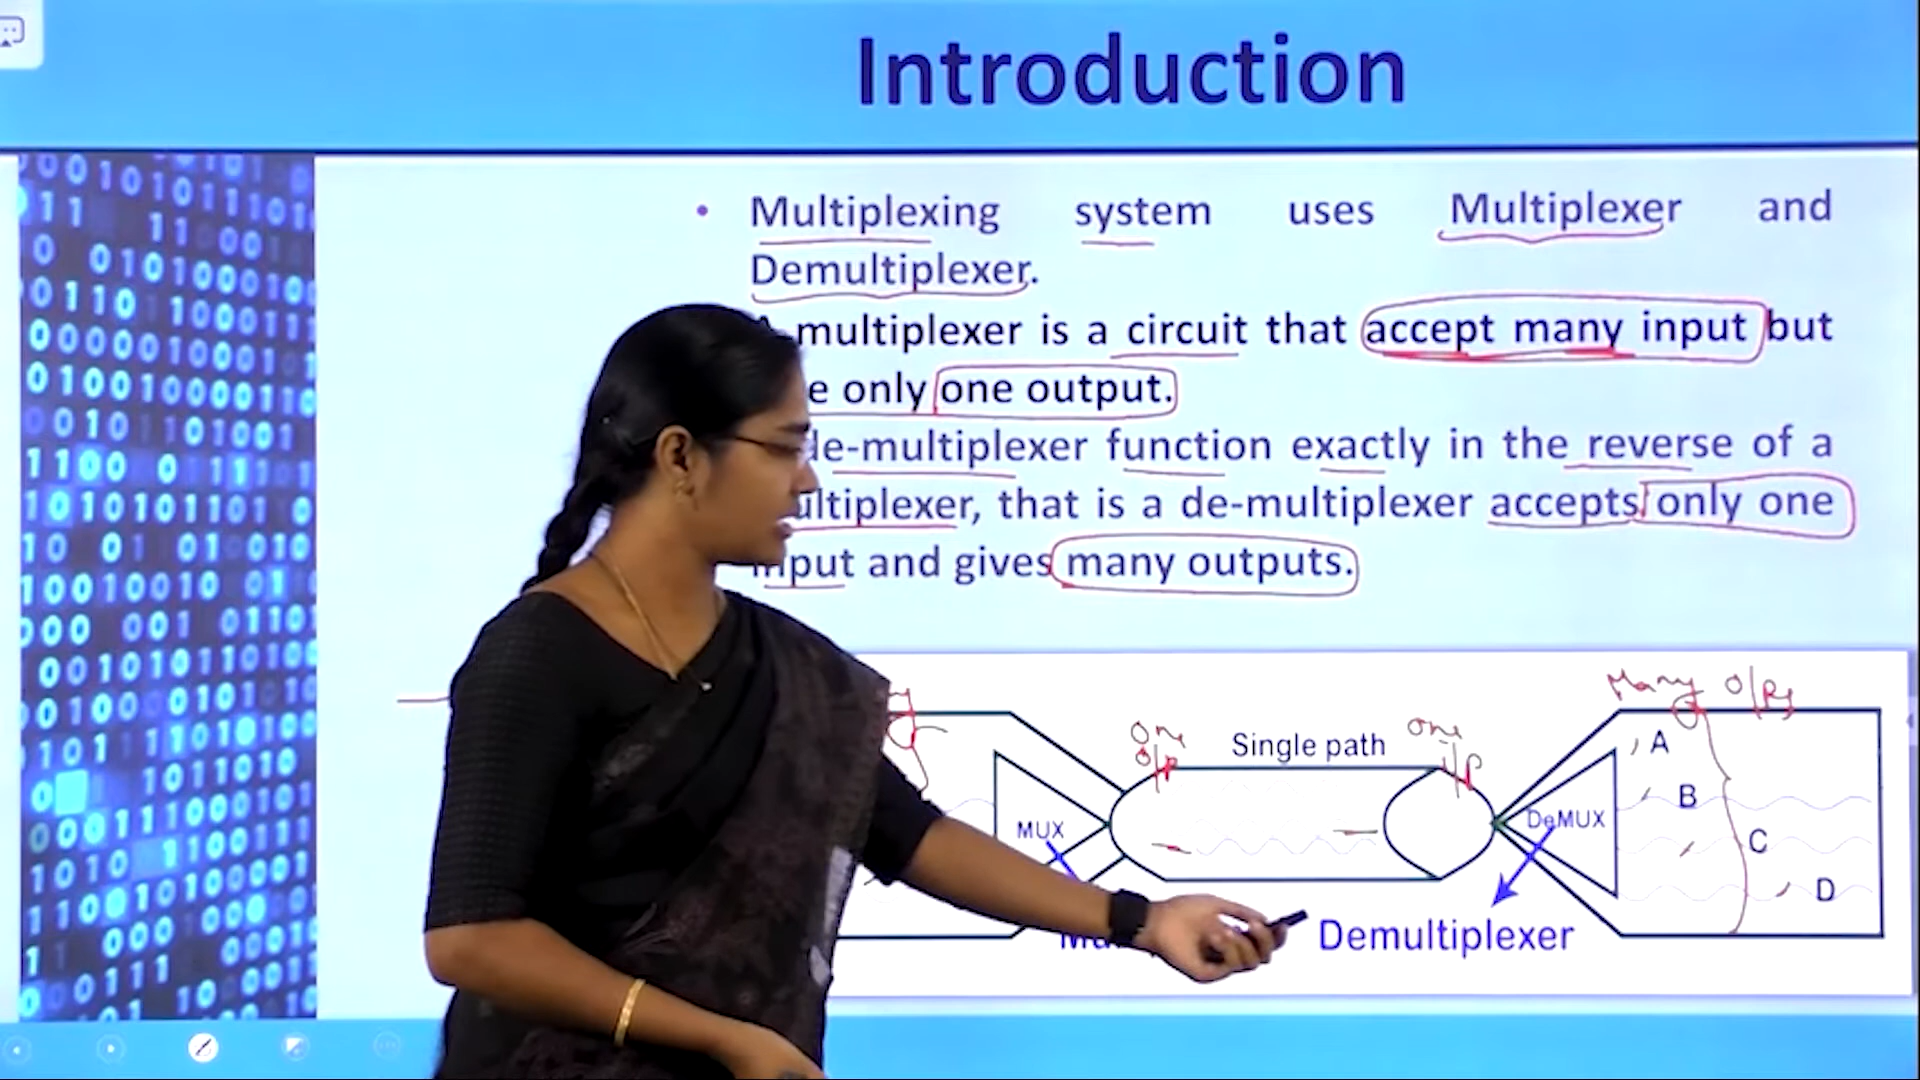 Introduction
• Multiplexing system uses Multiplexer and
Demultiplexer.
multiplexer is a circuit that accept many input but
only one output.
de-multiplexer function exactly in the reverse of a
multiplexer, that is a de-multiplexer accepts only one
input and gives many outputs.
Many O/Ps
One
O/P
Single path
one
i/P
A
B
MUX
DeMUX
C
D
Demultiplexer